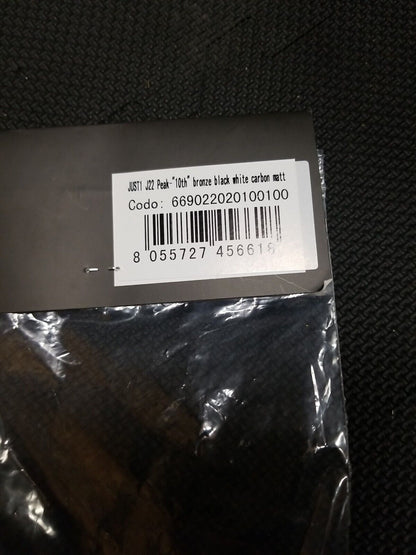 JUST1 J22 Peak-"10th" bronze black white carbon matt
Codo: 669022020100100
8 055727 456618